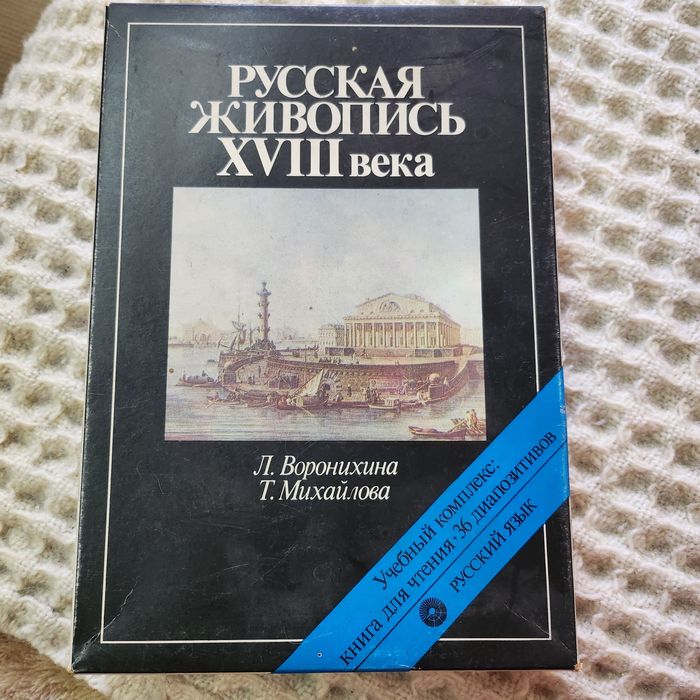 РУССКАЯ
ЖИВОПИСЬ
XVIII века
Л. Воронихина
Т. Михайлова
Учебный комплекс:
книга для чтения • 36 диапозитивов
РУССКИЙ ЯЗЫК